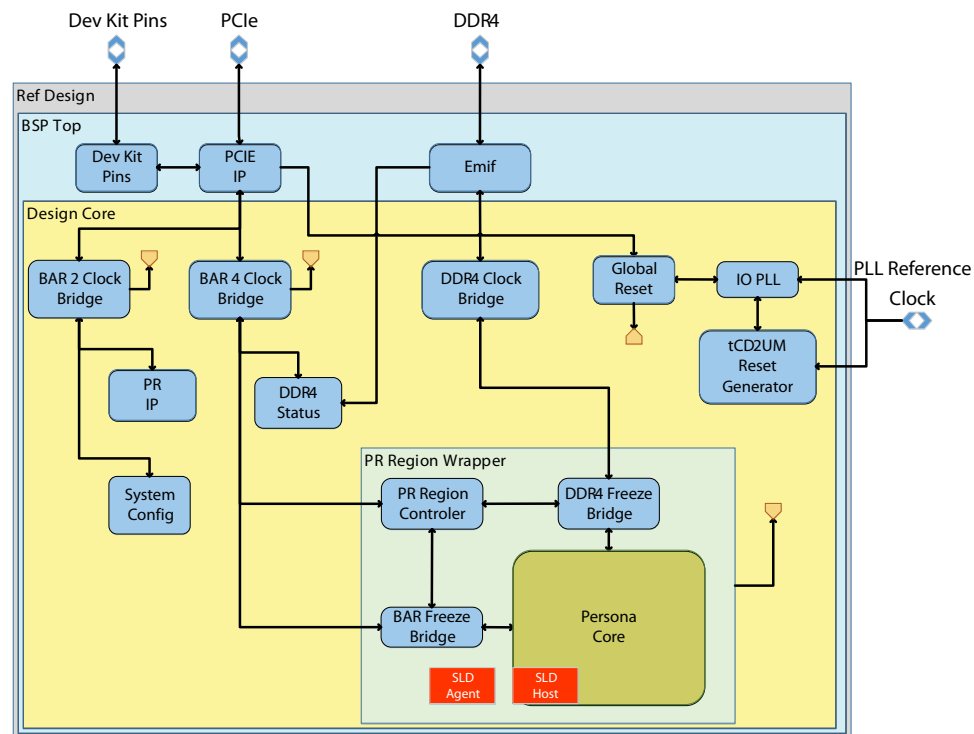 Dev Kit Pins
PCIe
DDR4
Ref Design
BSP Top
Dev Kit
Pins
PCIE
IP
Emif
Design Core
BAR 2 Clock
Bridge
BAR 4 Clock
Bridge
DDR4 Clock
Bridge
Global
Reset
IO PLL
PLL Reference
Clock
tCD2UM
Reset
Generator
PR
IP
DDR4
Status
System
Config
PR Region Wrapper
PR Region
Controler
DDR4 Freeze
Bridge
BAR Freeze
Bridge
Persona
Core
SLD
Agent
SLD
Host